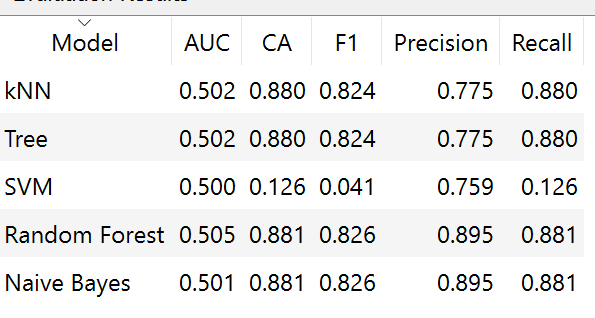 Evaluation Results
Model AUC CA F1 Precision Recall
kNN 0.502 0.880 0.824 0.775 0.880
Tree 0.502 0.880 0.824 0.775 0.880
SVM 0.500 0.126 0.041 0.759 0.126
Random Forest 0.505 0.881 0.826 0.895 0.881
Naive Bayes 0.501 0.881 0.826 0.895 0.881